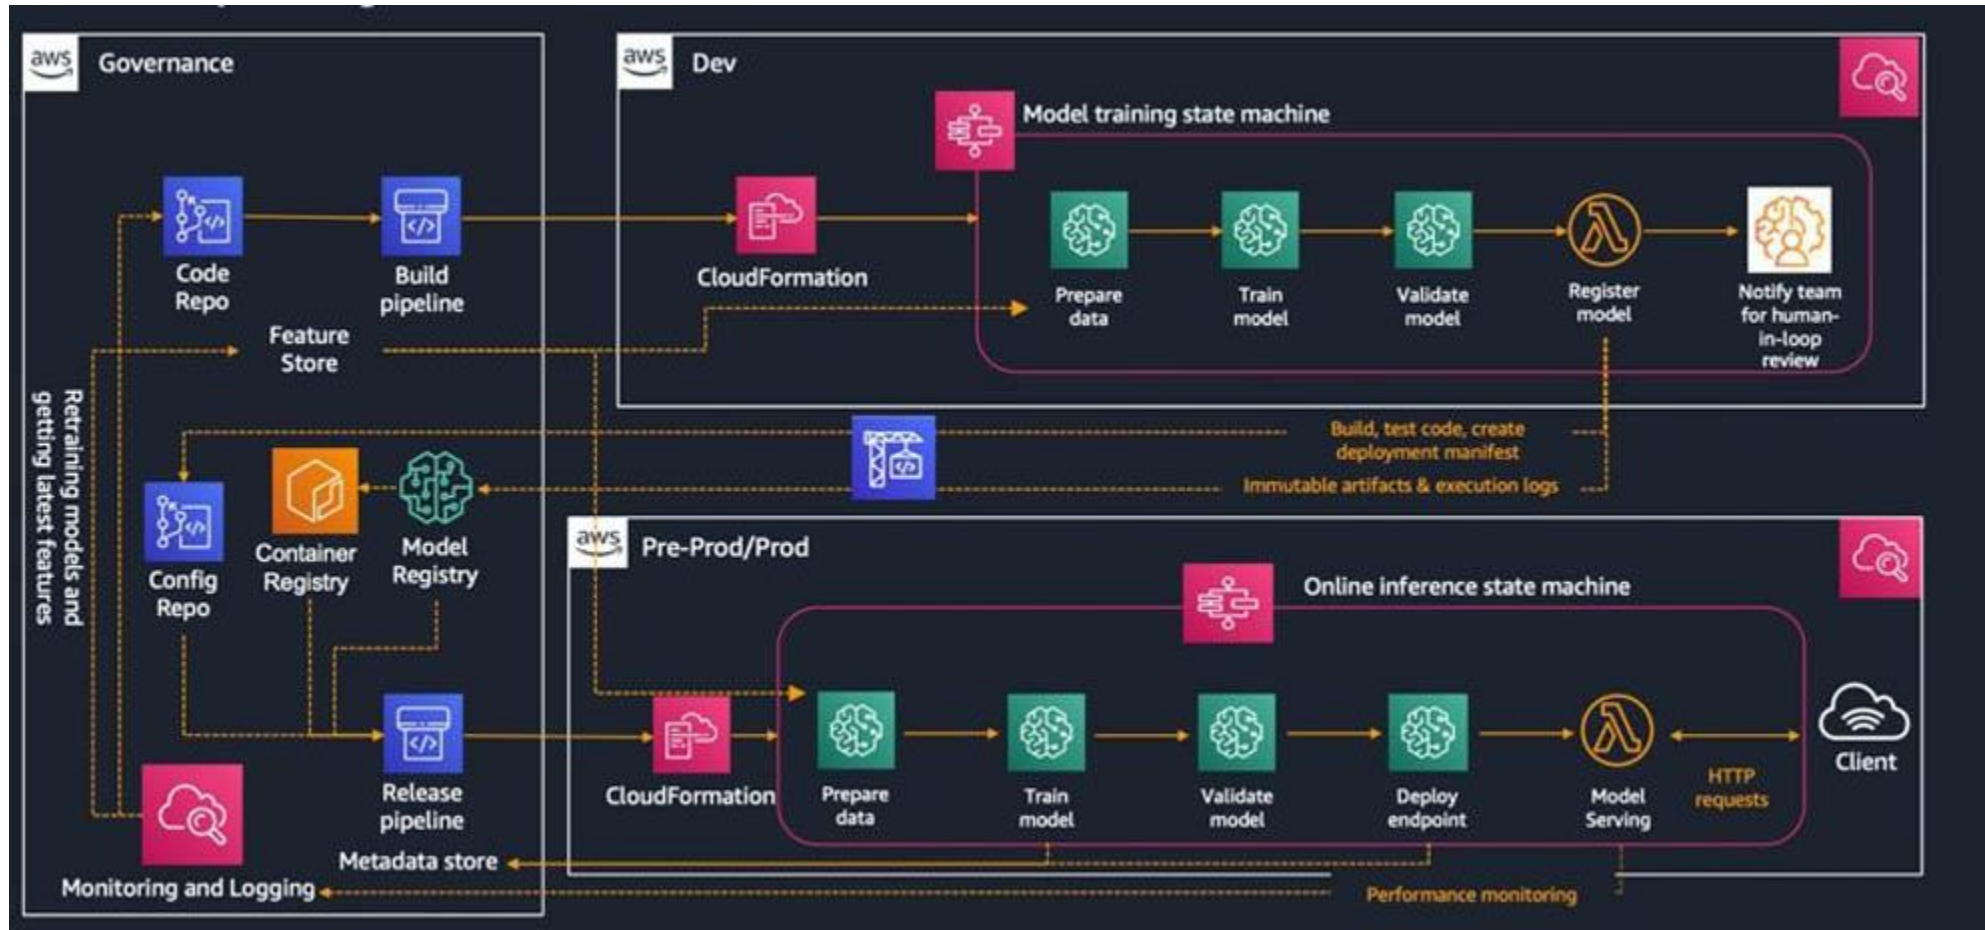 aws
Governance
Code
Repo
Build
pipeline
Feature
Store
Retraining models and
getting latest features
Config
Repo
Container
Registry
Model
Registry
Release
pipeline
Metadata store
Monitoring and Logging
aws
Dev
Model training state machine
CloudFormation
Prepare
data
Train
model
Validate
model
Register
model
Notify team
for human-
in-loop
review
Build, test code, create
deployment manifest
Immutable artifacts & execution logs
aws
Pre-Prod/Prod
Online inference state machine
CloudFormation
Prepare
data
Train
model
Validate
model
Deploy
endpoint
Model
Serving
HTTP
requests
Client
Performance monitoring